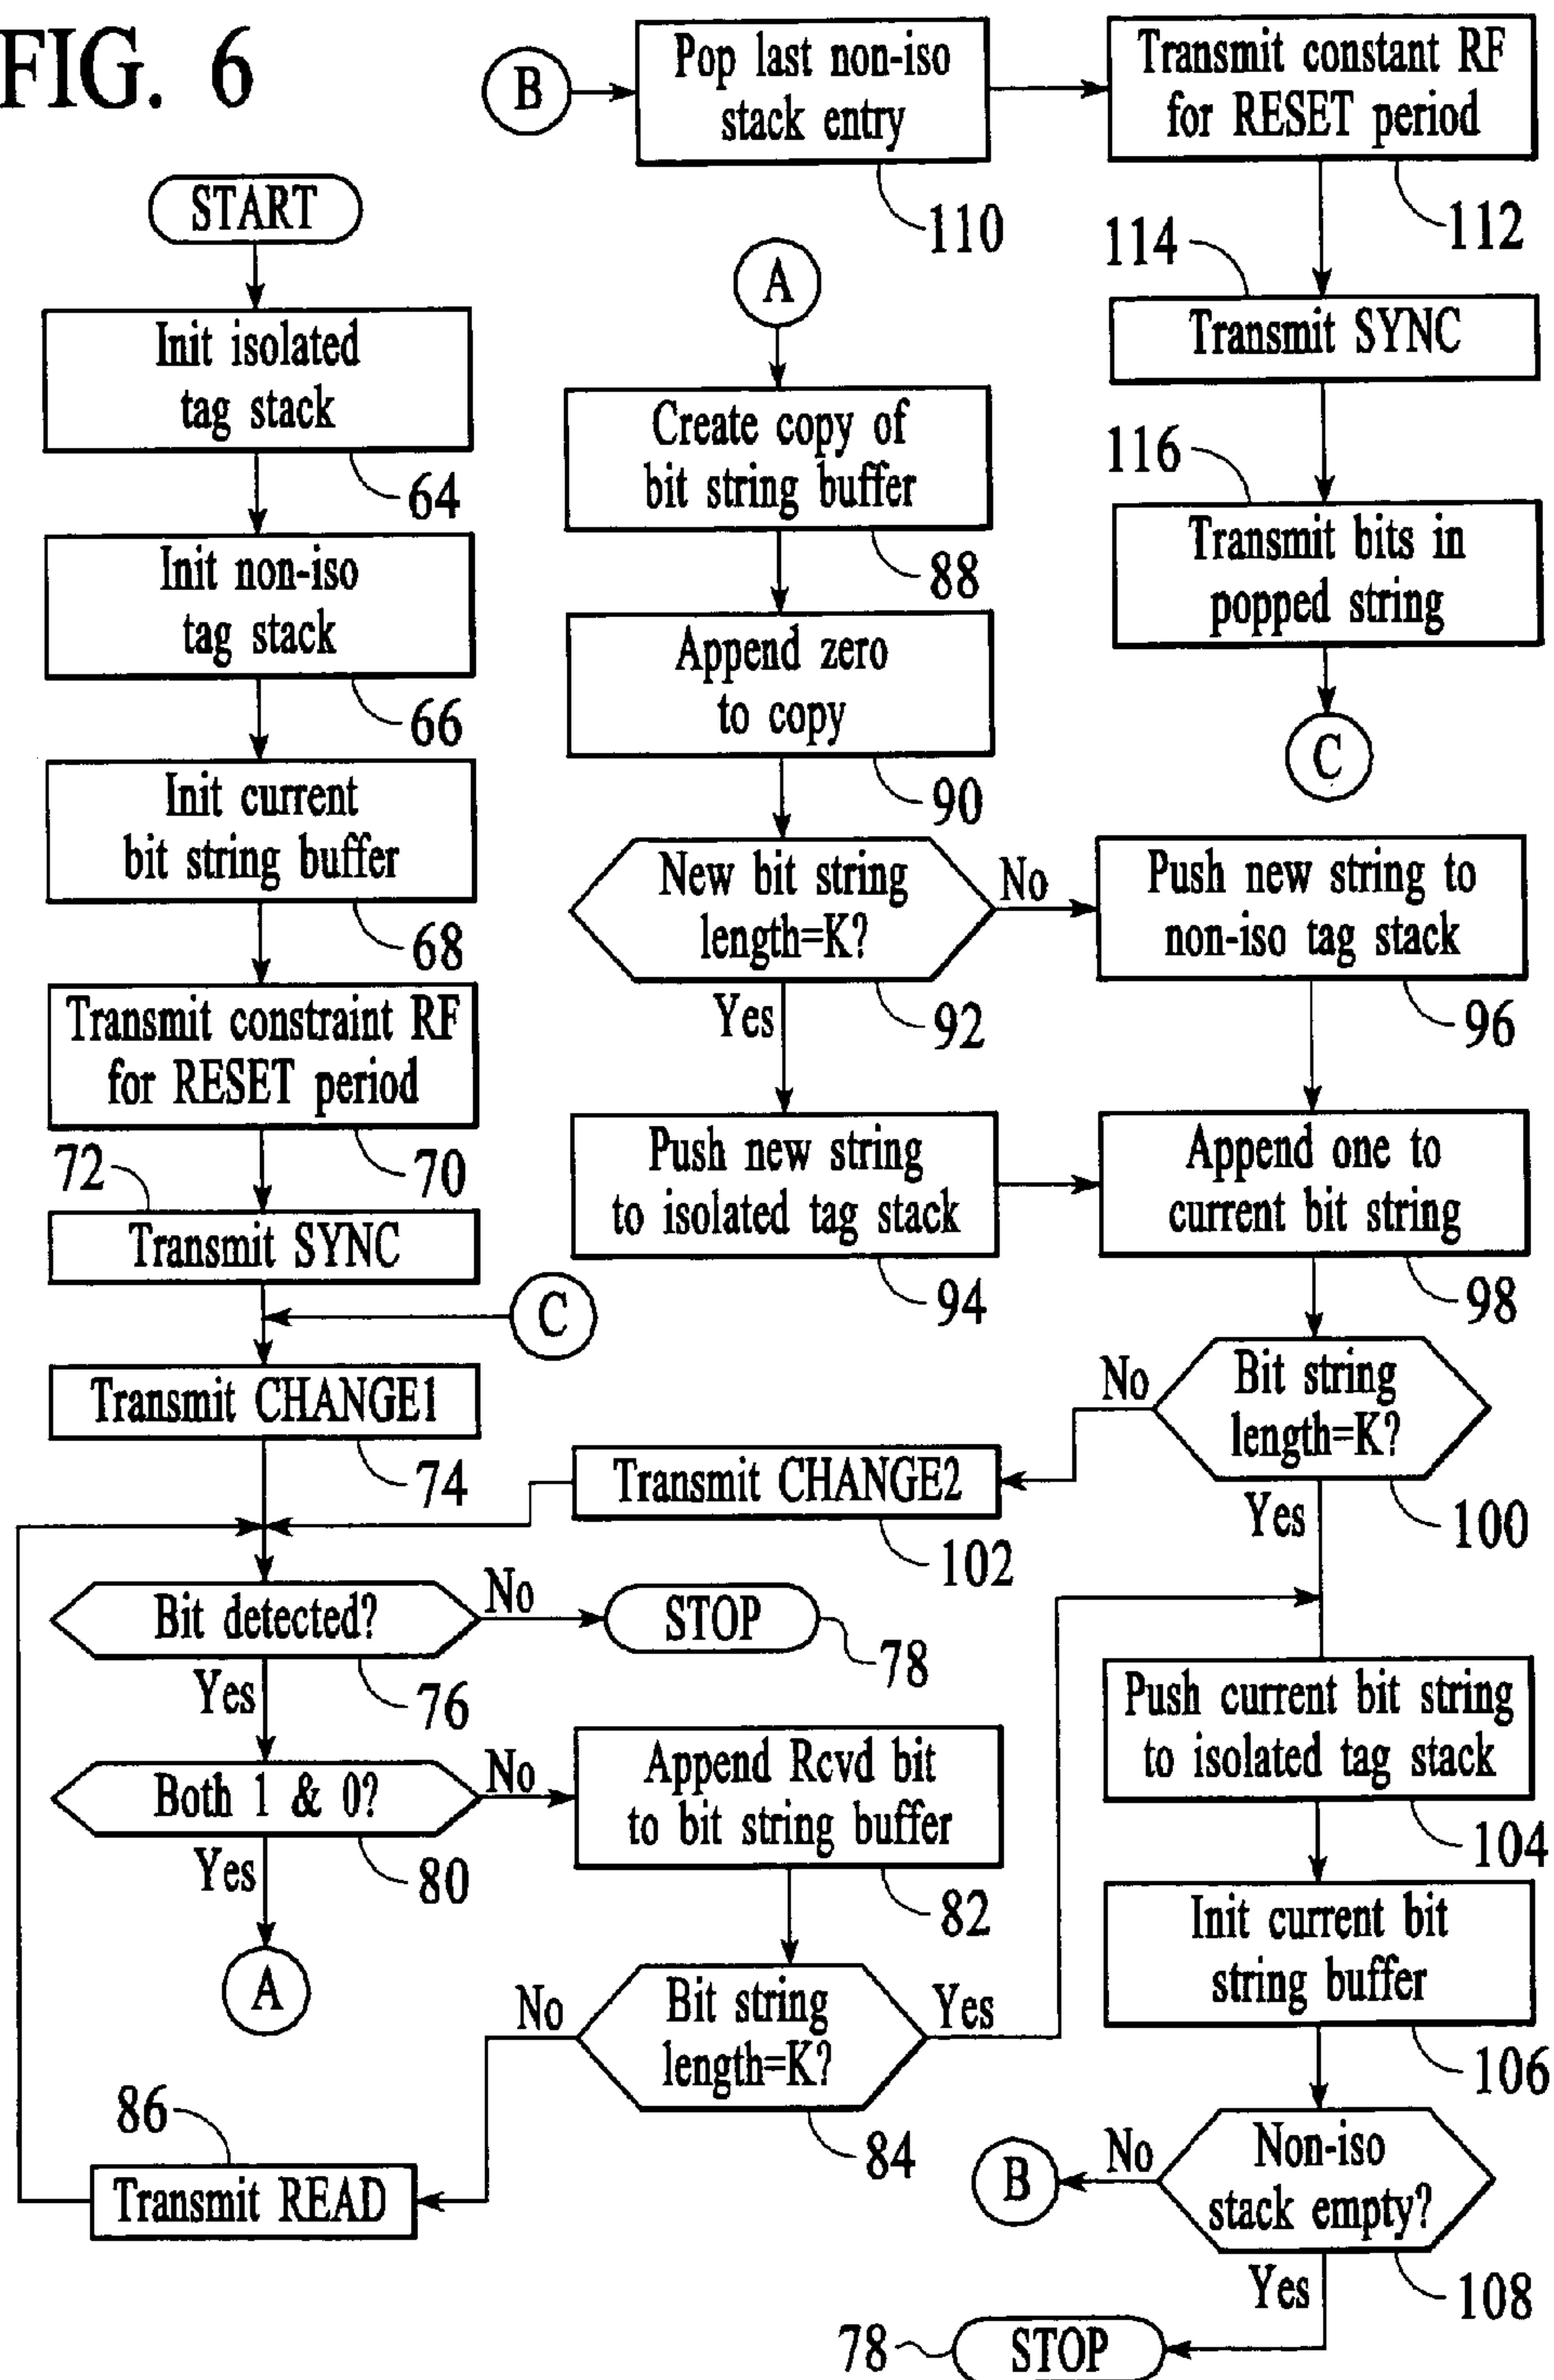 FIG. 6
START
Init isolated
tag stack
64
Init non-iso
tag stack
66
Init current
bit string buffer
68
Transmit constraint RF
for RESET period
70
72
Transmit SYNC
C
Transmit CHANGE1
74
Bit detected?
No
STOP
78
Yes
76
Both 1 & 0?
No
Yes
80
A
Append Rcvd bit
to bit string buffer
82
Bit string
length=K?
No
Yes
84
86
Transmit READ
A
Create copy of
bit string buffer
88
Append zero
to copy
90
New bit string
length=K?
No
Yes
92
Push new string
to isolated tag stack
94
Push new string to
non-iso tag stack
96
Append one to
current bit string
98
Bit string
length=K?
No
Yes
100
Transmit CHANGE2
102
Push current bit string
to isolated tag stack
104
Init current bit
string buffer
106
Non-iso
stack empty?
No
B
Yes
108
78
STOP
B
Pop last non-iso
stack entry
110
Transmit constant RF
for RESET period
112
114
Transmit SYNC
116
Transmit bits in
popped string
C